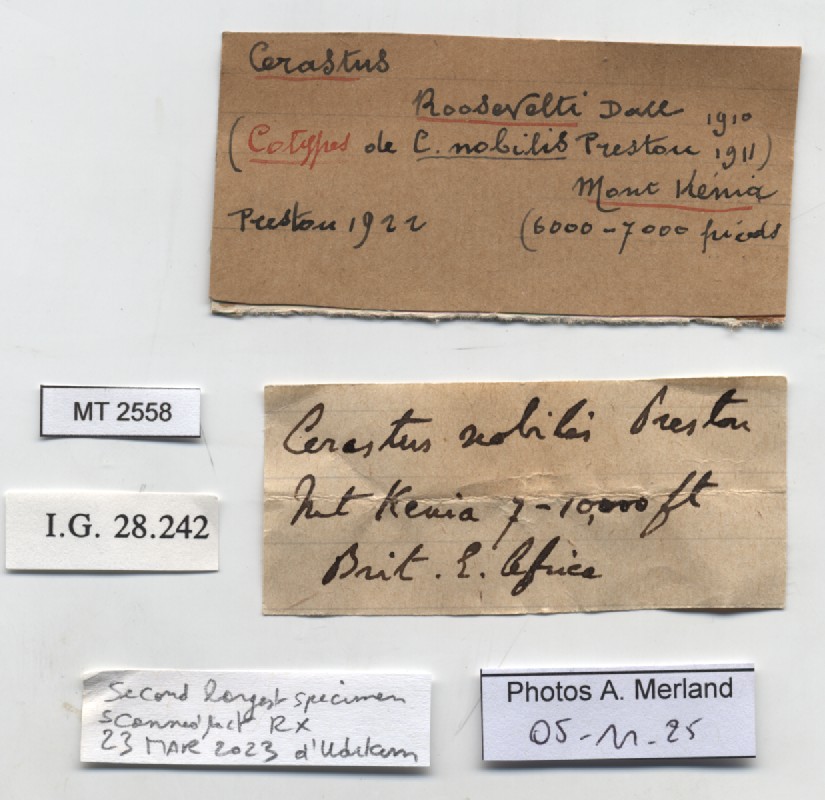 Cerastus
Roosevelti Dall 1910
(Cotypes de C. nobilis Preston 1911)
Mont Kénia
Preston 1922 (6000-7000 pieds
MT 2558
Cerastus nobilis Preston
Mt Kenia 7-10,000 ft
Brit. E. Africa
I.G. 28.242
Second largest specimen
scanned RX
23 MAR 2023 d'Udekem
Photos A. Merland
05-11-25